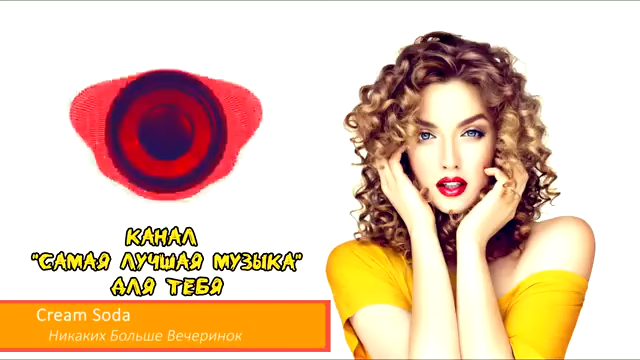 КАНАЛ
"САМАЯ ЛУЧШАЯ МУЗЫКА"
ДЛЯ ТЕБЯ
Cream Soda
Никаких Больше Вечеринок